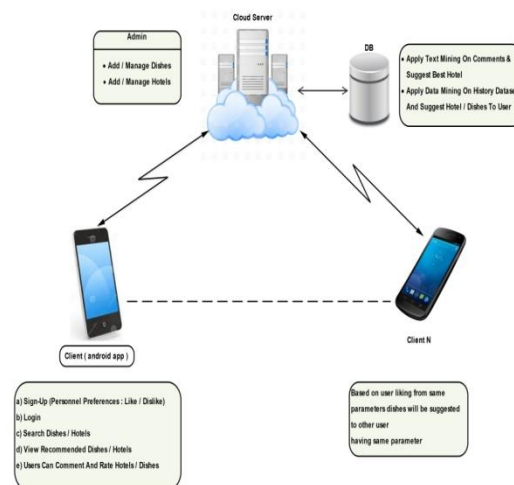 Cloud Server
Admin
• Add / Manage Dishes
• Add / Manage Hotels
DB
• Apply Text Mining On Comments &
Suggest Best Hotel
• Apply Data Mining On History Datase
And Suggest Hotel / Dishes To User
Client ( android app )
Client N
a) Sign-Up (Personnel Preferences : Like / Dislike)
b) Login
c) Search Dishes / Hotels
d) View Recommended Dishes / Hotels
e) Users Can Comment And Rate Hotels / Dishes
Based on user liking from same
parameters dishes will be suggested
to other user
having same parameter